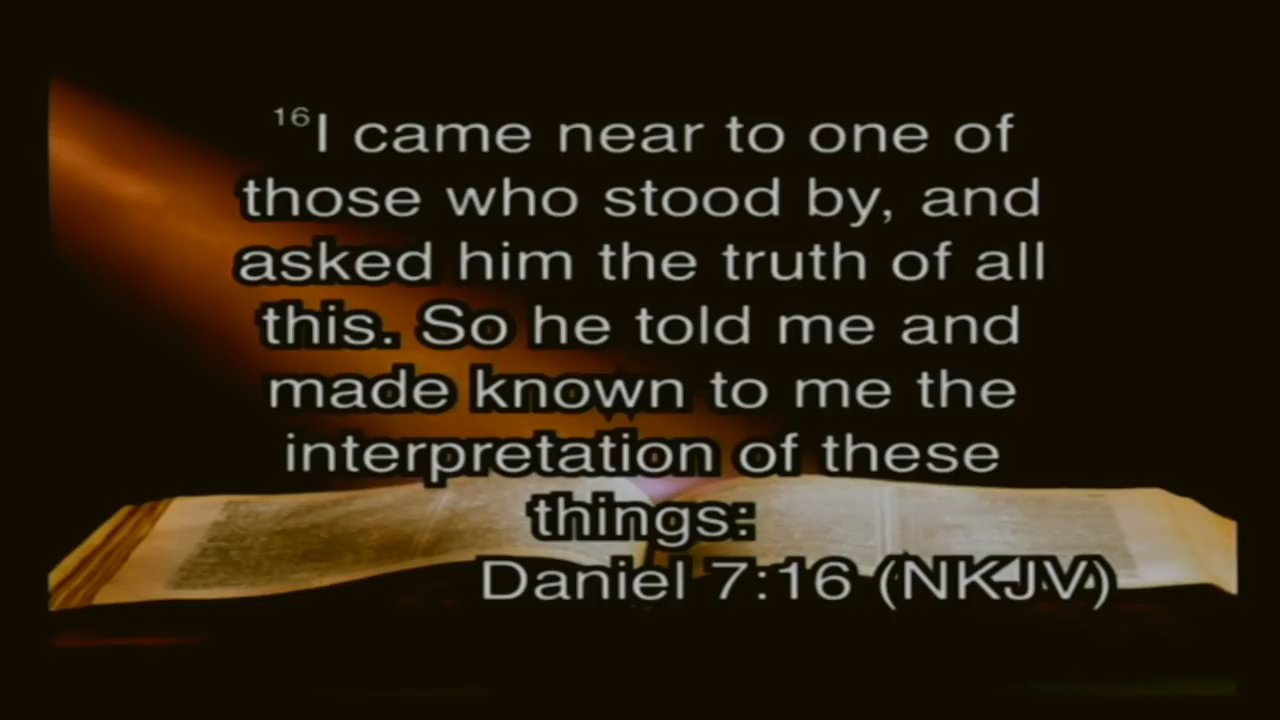 16I came near to one of
those who stood by, and
asked him the truth of all
this. So he told me and
made known to me the
interpretation of these
things:
Daniel 7:16 (NKJV)